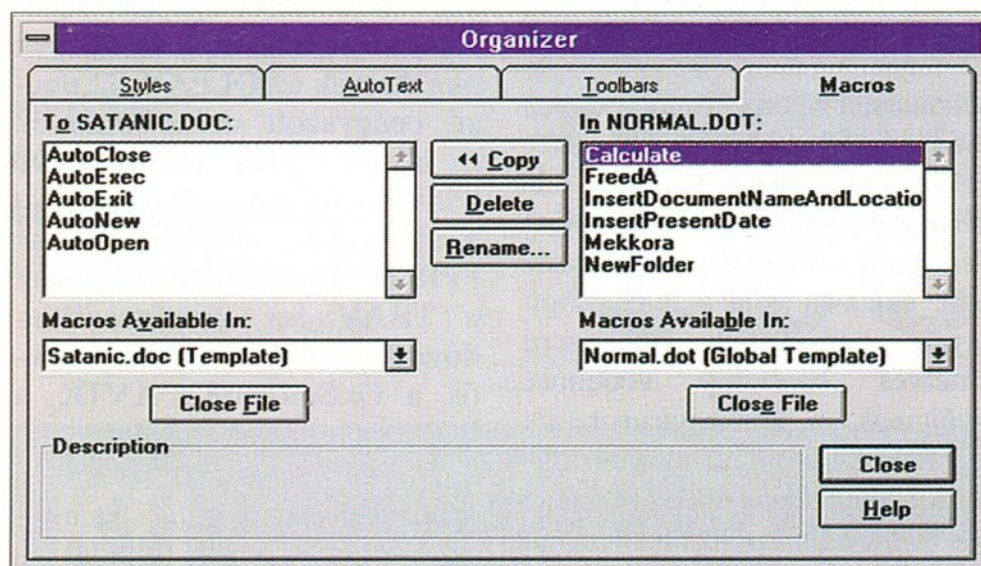 Organizer
Styles
AutoText
Toolbars
Macros
To SATANIC.DOC:
AutoClose
AutoExec
AutoExit
AutoNew
AutoOpen
◄◄ Copy
Delete
Rename...
In NORMAL.DOT:
Calculate
FreedA
InsertDocumentNameAndLocatio
InsertPresentDate
Mekkora
NewFolder
Macros Available In:
Satanic.doc (Template)
Close File
Macros Available In:
Normal.dot (Global Template)
Close File
Description
Close
Help